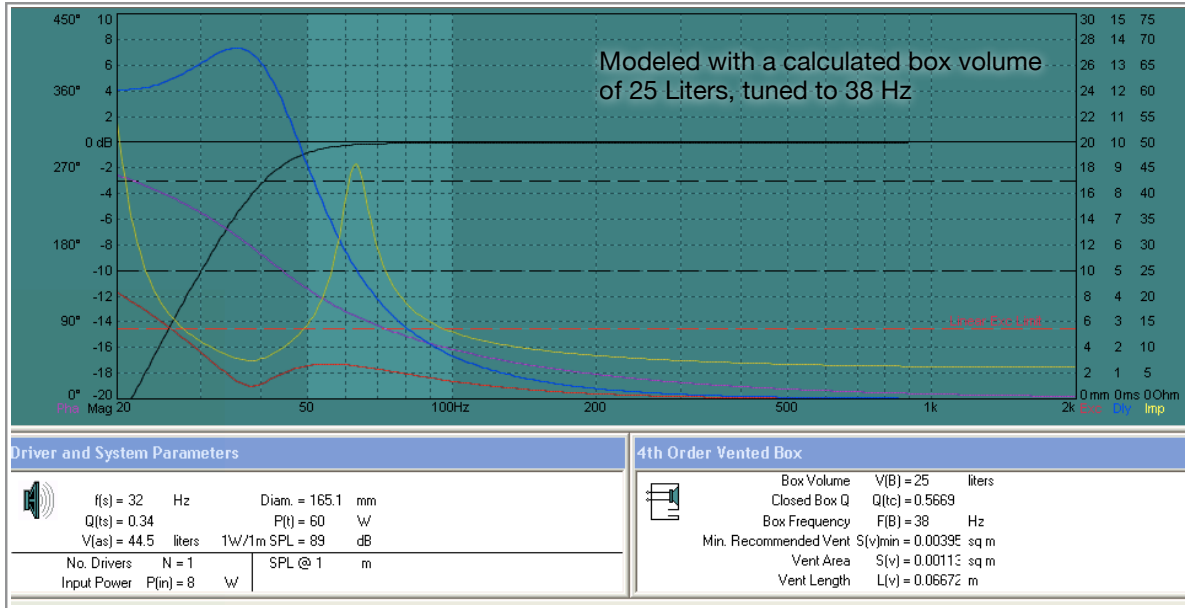 450° 10 30 15 75
8 28 14 70
6 26 13 65
360° 4 24 12 60
2 22 11 55
0 dB 20 10 50
270° -2 18 9 45
-4 16 8 40
-6 14 7 35
180° -8 12 6 30
-10 10 5 25
-12 8 4 20
90° -14 6 3 15
-16 4 2 10
-18 2 1 5
0° -20 0 mm 0ms 0Ohm
Mag 20 50 100Hz 200 500 1k 2k Exc Dly Imp
Modeled with a calculated box volume
of 25 Liters, tuned to 38 Hz
Driver and System Parameters
f(s) = 32 Hz Diam. = 165.1 mm
Q(ts) = 0.34 P(t) = 60 W
V(as) = 44.5 liters 1W/1m SPL = 89 dB
No. Drivers N = 1 SPL @ 1 m
Input Power P(in) = 8 W
4th Order Vented Box
Box Volume V(B) = 25 liters
Closed Box Q Q(tc) = 0.5669
Box Frequency F(B) = 38 Hz
Min. Recommended Vent S(v)min = 0.00395 sq m
Vent Area S(v) = 0.00113 sq m
Vent Length L(v) = 0.06672 m